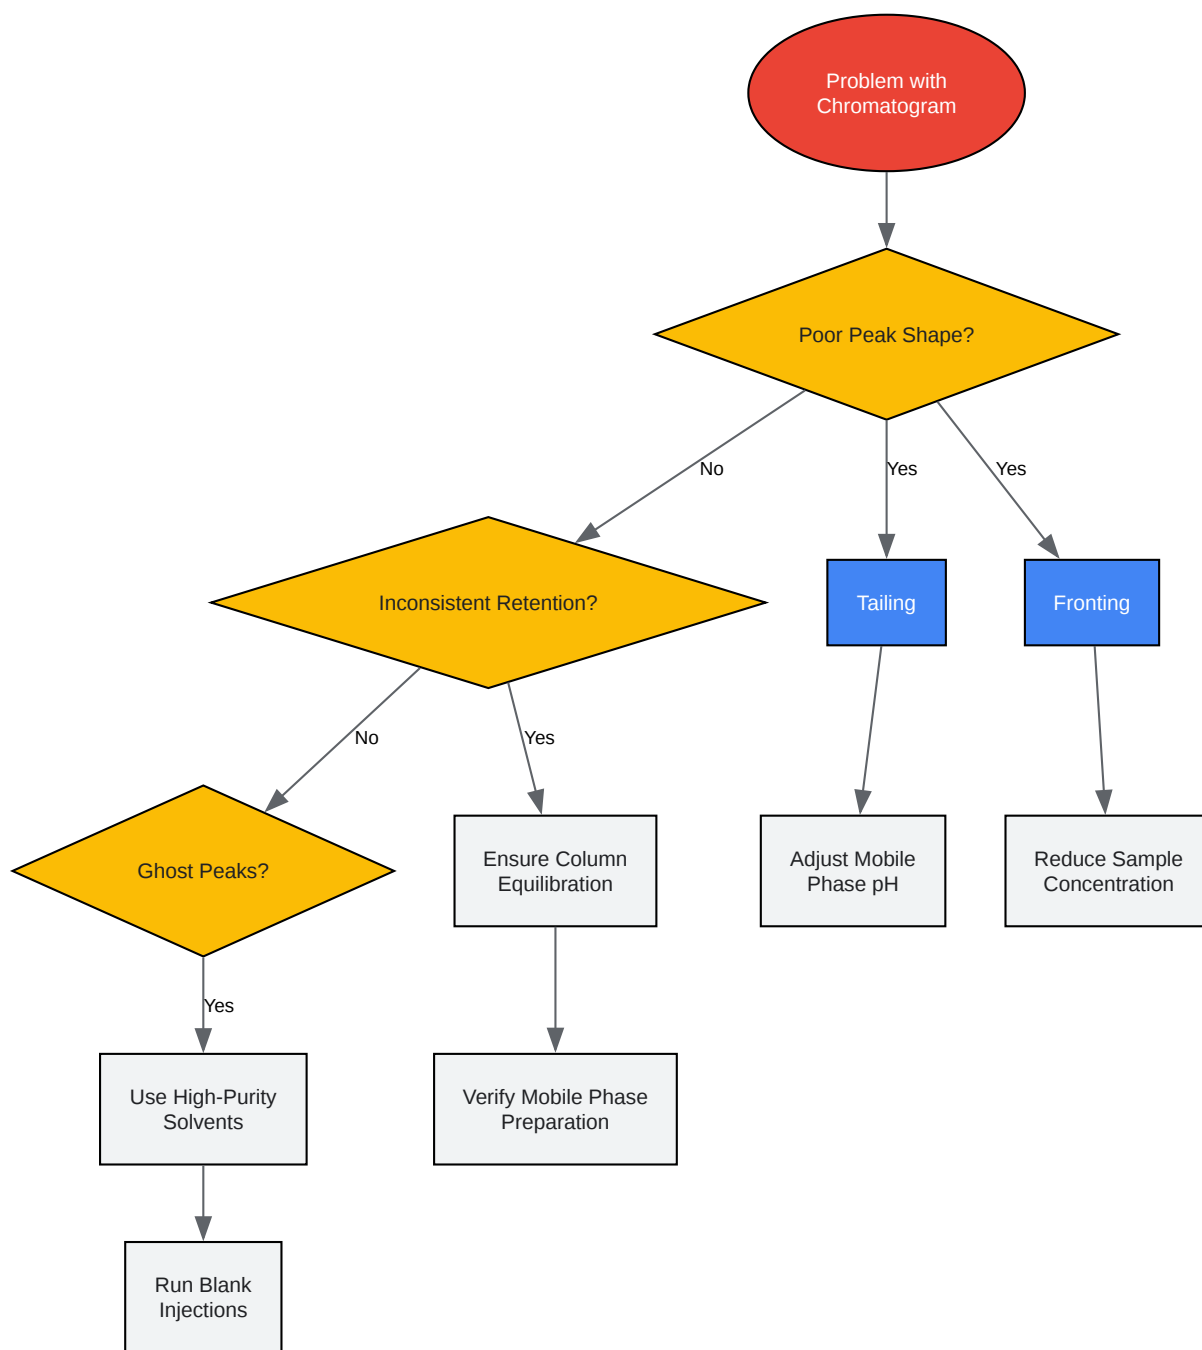 Problem with
Chromatogram
Poor Peak Shape?
No
Yes
Yes
Inconsistent Retention?
Tailing
Fronting
No
Yes
Ghost Peaks?
Ensure Column
Equilibration
Adjust Mobile
Phase pH
Reduce Sample
Concentration
Yes
Use High-Purity
Solvents
Verify Mobile Phase
Preparation
Run Blank
Injections